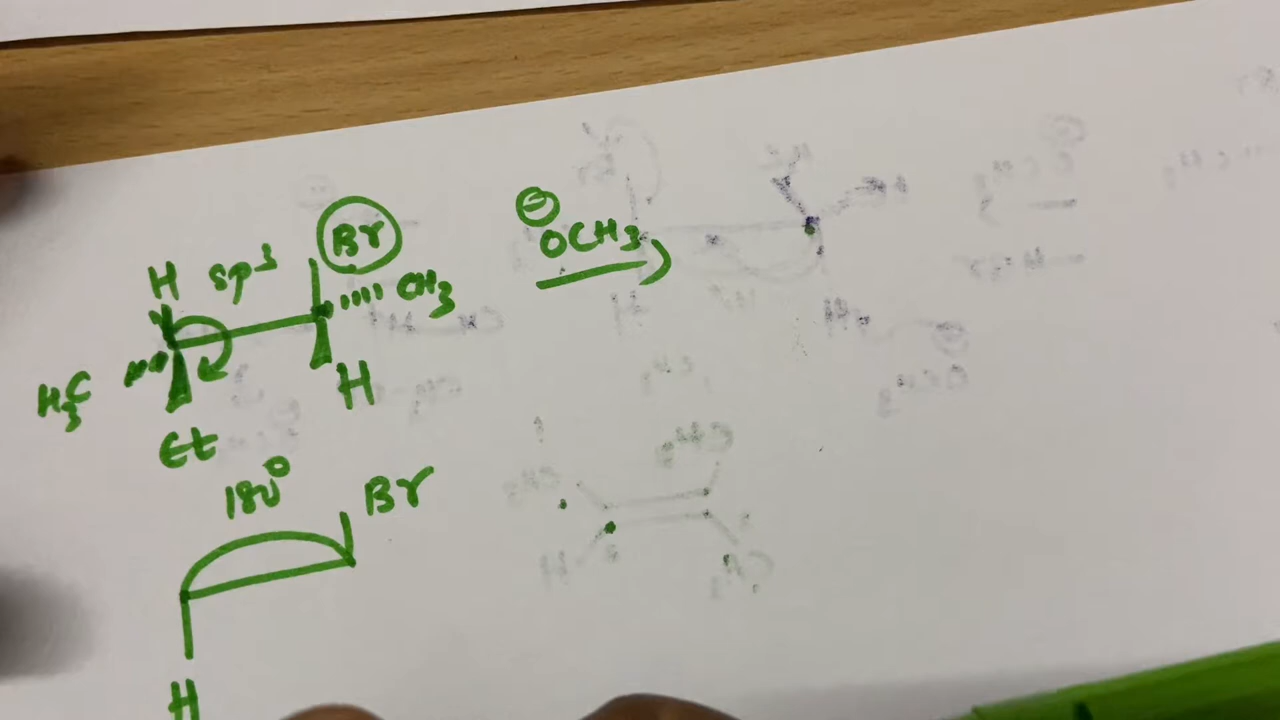 Br
⊖
OCH3
H sp3
CH3
H3C
H
Et
180° Br
H